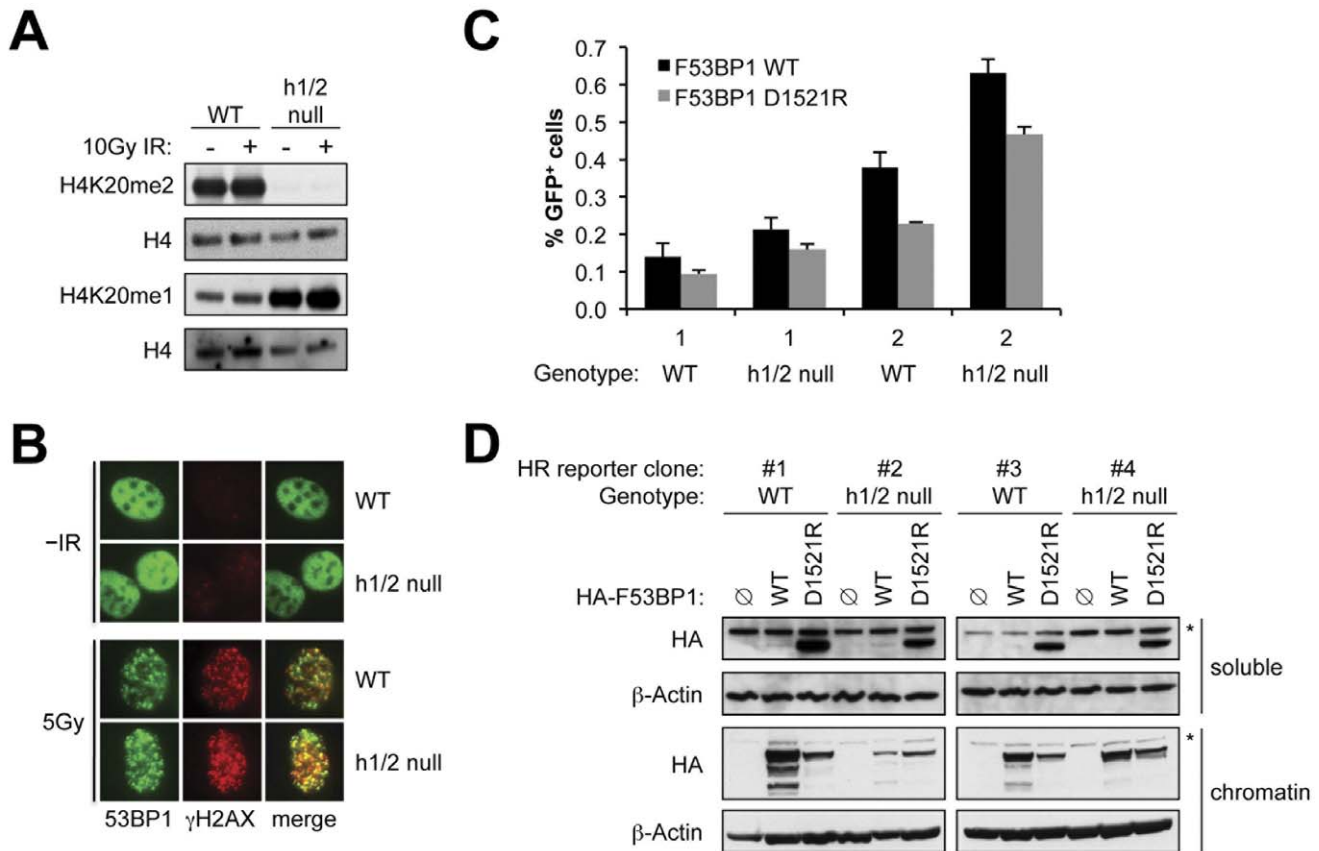 A
h1/2
WT null
10Gy IR: - + - +
H4K20me2
H4
H4K20me1
H4
B
–IR
WT
h1/2 null
5Gy
WT
h1/2 null
53BP1 γH2AX merge
C
% GFP⁺ cells
0.7
0.6
0.5
0.4
0.3
0.2
0.1
0.0
F53BP1 WT
F53BP1 D1521R
1 1 2 2
Genotype: WT h1/2 null WT h1/2 null
D
HR reporter clone: #1 #2 #3 #4
Genotype: WT h1/2 null WT h1/2 null
HA-F53BP1: ∅ WT D1521R ∅ WT D1521R ∅ WT D1521R ∅ WT D1521R
HA *
soluble
β-Actin
HA *
chromatin
β-Actin